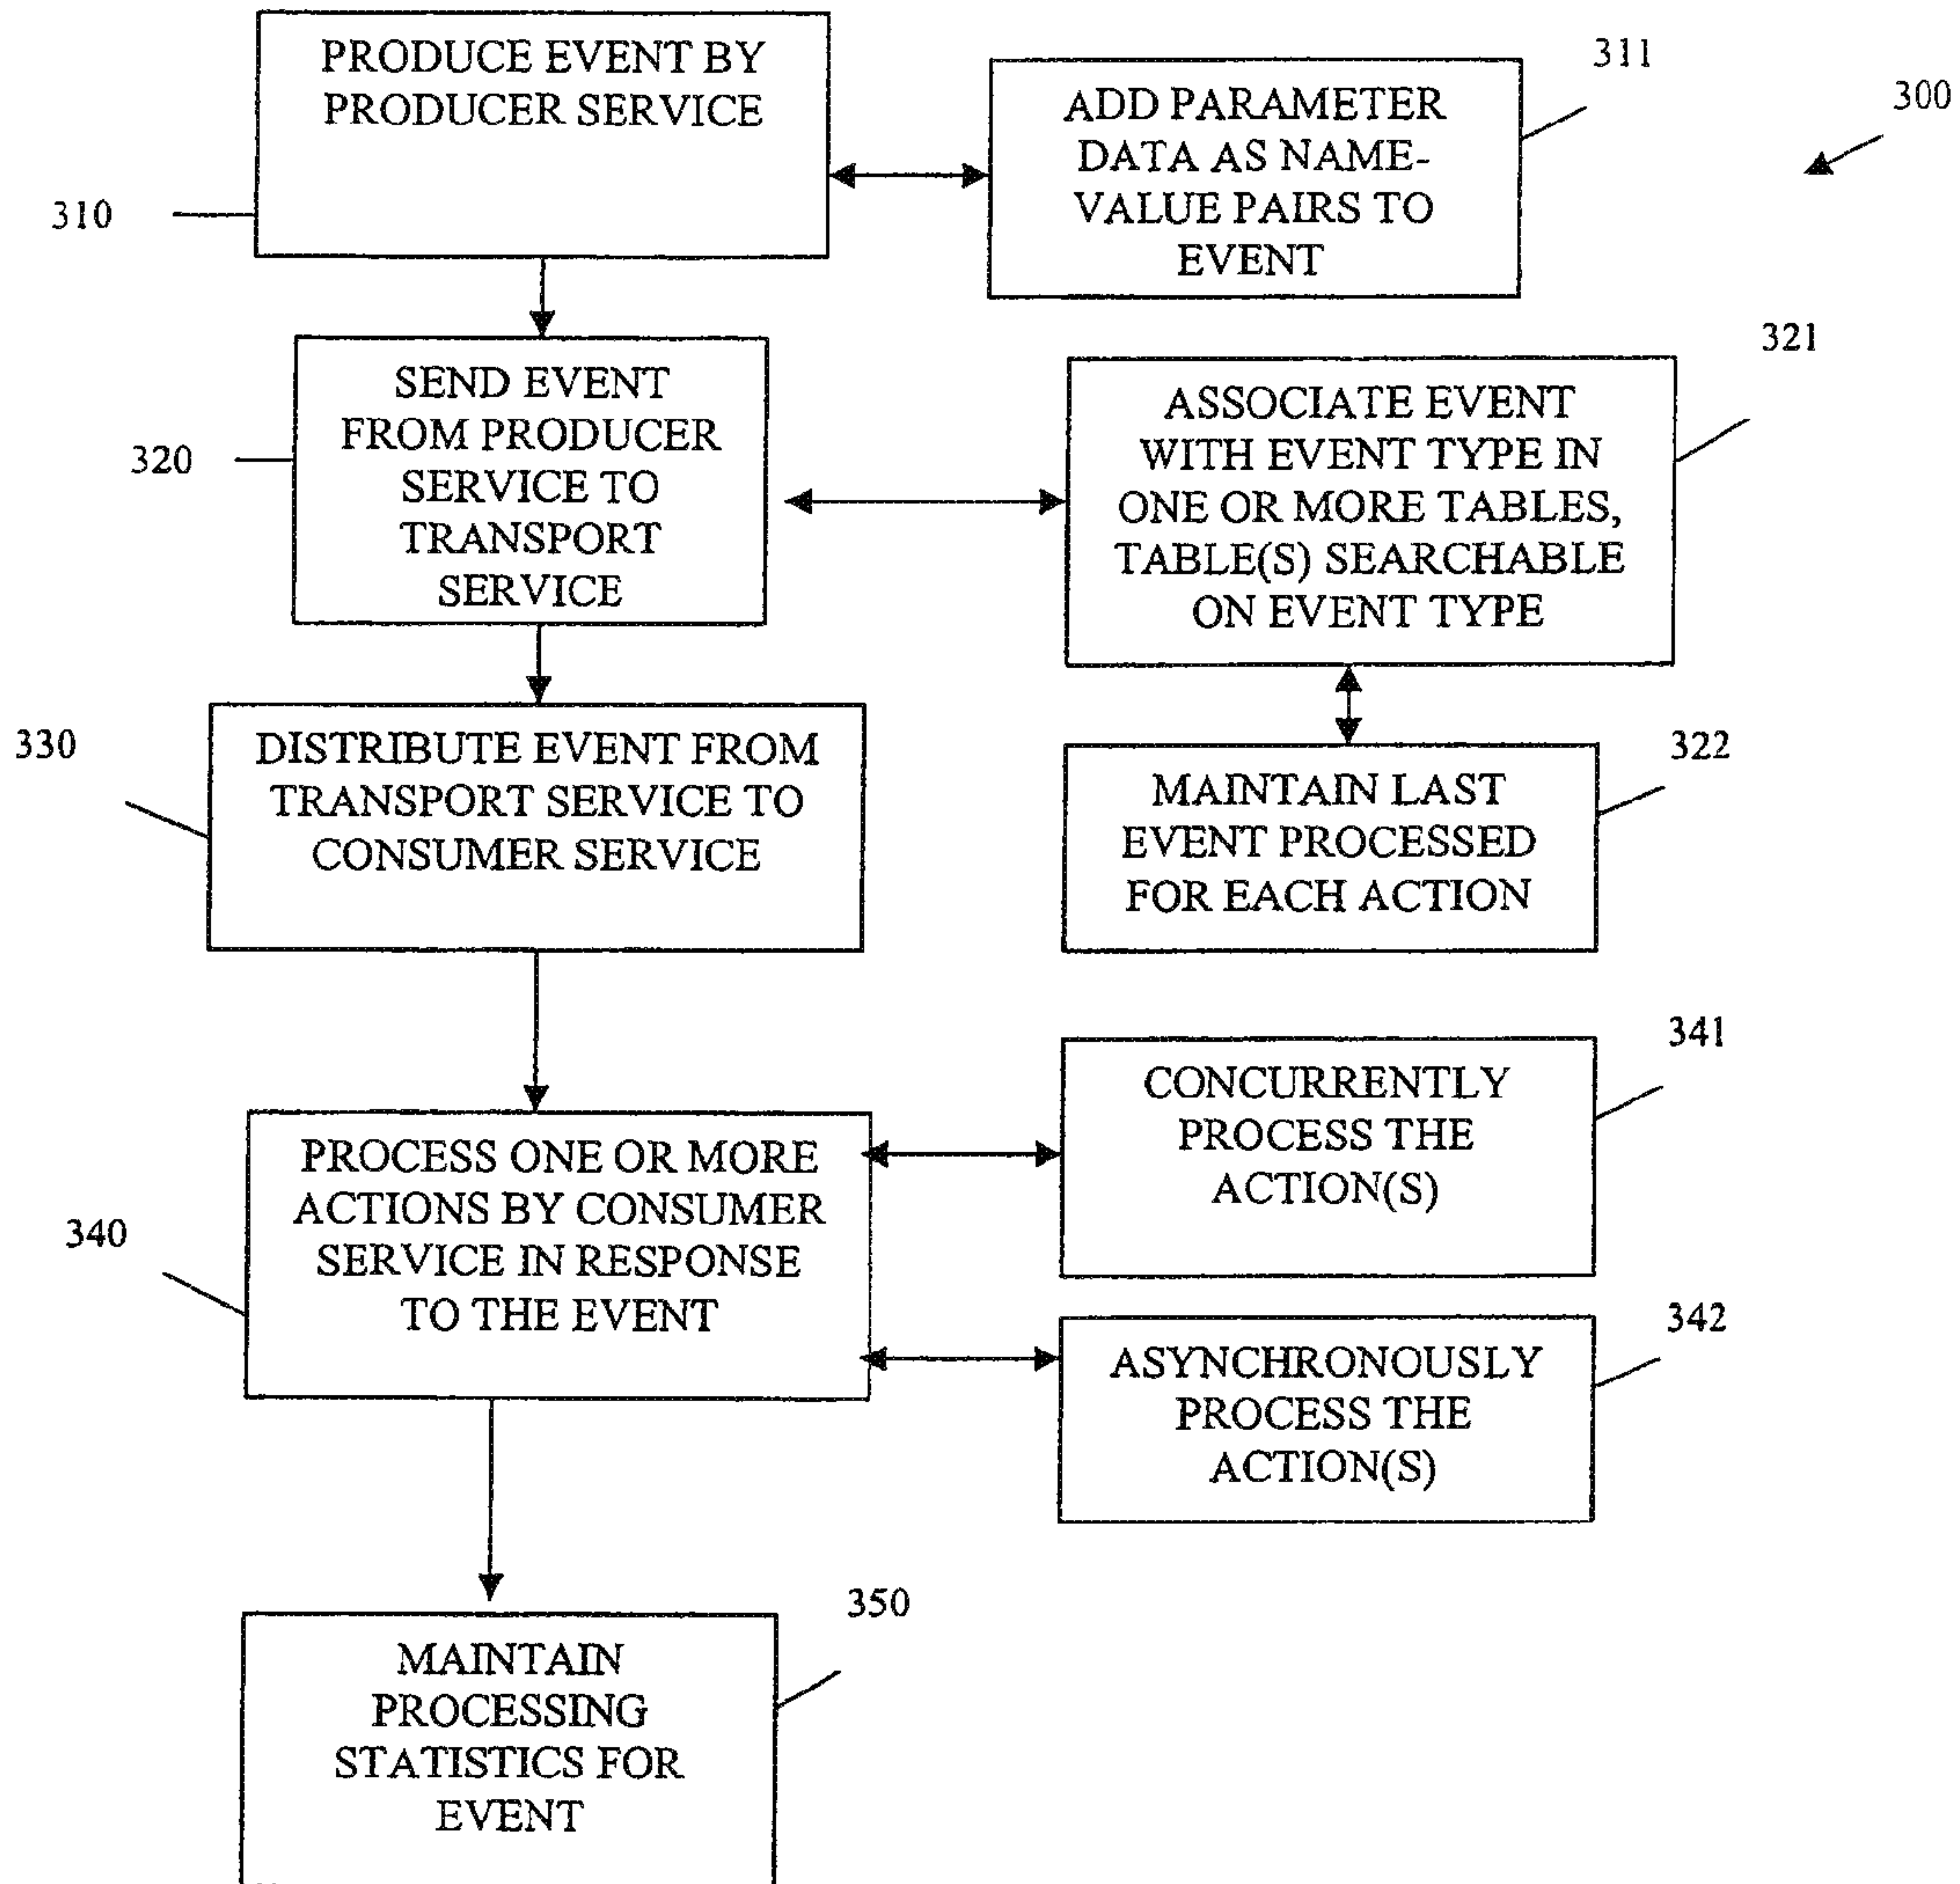 PRODUCE EVENT BY
PRODUCER SERVICE
310
ADD PARAMETER
DATA AS NAME-
VALUE PAIRS TO
EVENT
311
300
SEND EVENT
FROM PRODUCER
SERVICE TO
TRANSPORT
SERVICE
320
ASSOCIATE EVENT
WITH EVENT TYPE IN
ONE OR MORE TABLES,
TABLE(S) SEARCHABLE
ON EVENT TYPE
321
DISTRIBUTE EVENT FROM
TRANSPORT SERVICE TO
CONSUMER SERVICE
330
MAINTAIN LAST
EVENT PROCESSED
FOR EACH ACTION
322
PROCESS ONE OR MORE
ACTIONS BY CONSUMER
SERVICE IN RESPONSE
TO THE EVENT
340
CONCURRENTLY
PROCESS THE
ACTION(S)
341
ASYNCHRONOUSLY
PROCESS THE
ACTION(S)
342
MAINTAIN
PROCESSING
STATISTICS FOR
EVENT
350